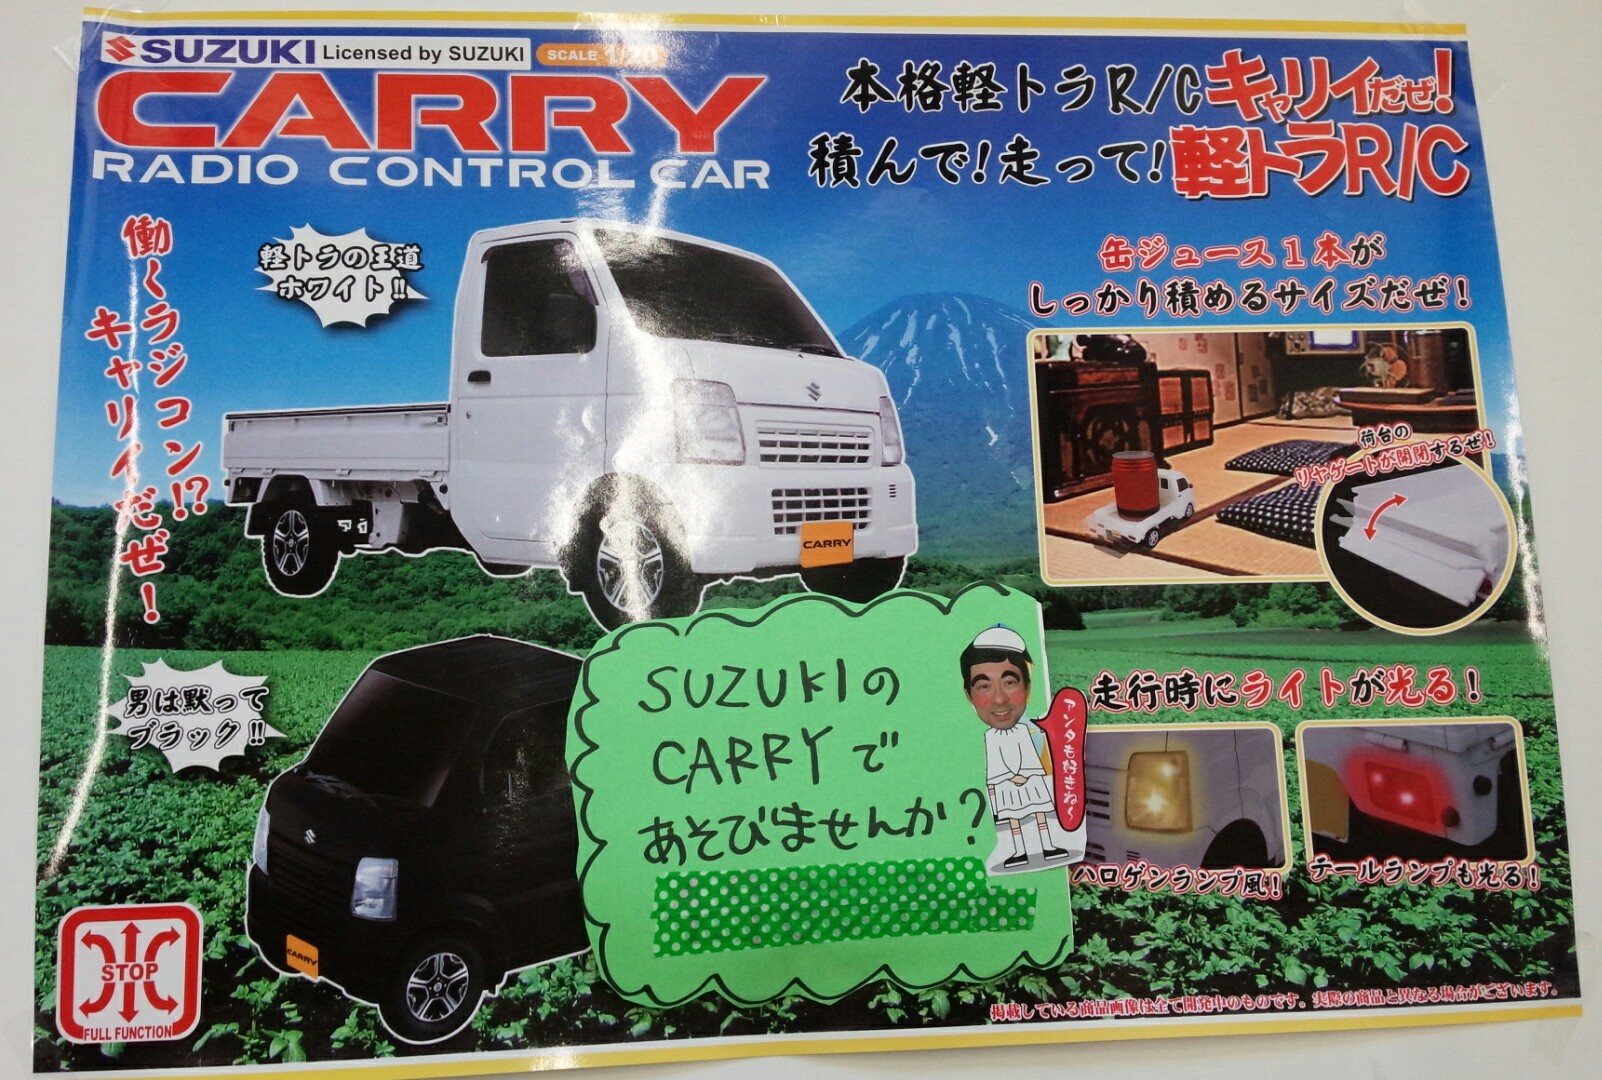 SUZUKI Licensed by SUZUKI SCALE 1/20
CARRY
RADIO CONTROL CAR
本格軽トラR/Cキャリイだぜ!
積んで!走って!軽トラR/C
働くラジコン!?
キャリイだぜ!
軽トラの王道
ホワイト!!
缶ジュース1本が
しっかり積めるサイズだぜ!
荷台の
リヤゲートが開閉するぜ!
CARRY
男は黙って
ブラック!!
CARRY
SUZUKIの
CARRYで
あそびませんか?
アンタも好きね〜
走行時にライトが光る!
ハロゲンランプ風!
テールランプも光る!
STOP
FULL FUNCTION
掲載している商品画像は全て開発中のものです。実際の商品と異なる場合がございます。